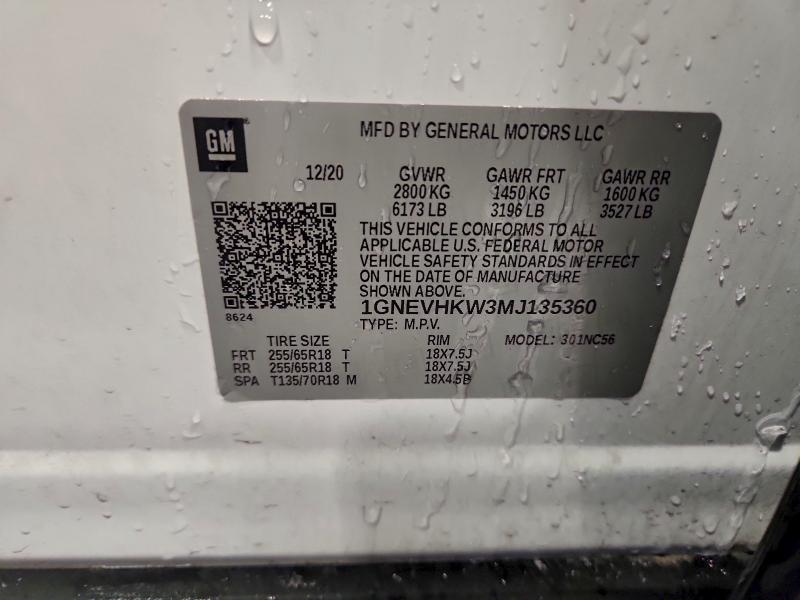 GM
MFD BY GENERAL MOTORS LLC
12/20 GVWR GAWR FRT GAWR RR
2800 KG 1450 KG 1600 KG
6173 LB 3196 LB 3527 LB
THIS VEHICLE CONFORMS TO ALL
APPLICABLE U.S. FEDERAL MOTOR
VEHICLE SAFETY STANDARDS IN EFFECT
ON THE DATE OF MANUFACTURE
SHOWN ABOVE.
1GNEVHKW3MJ135360
8624
TYPE: M.P.V.
TIRE SIZE RIM MODEL: 301NC56
FRT 255/65R18 T 18X7.5J
RR 255/65R18 T 18X7.5J
SPA T135/70R18 M 18X4.5B